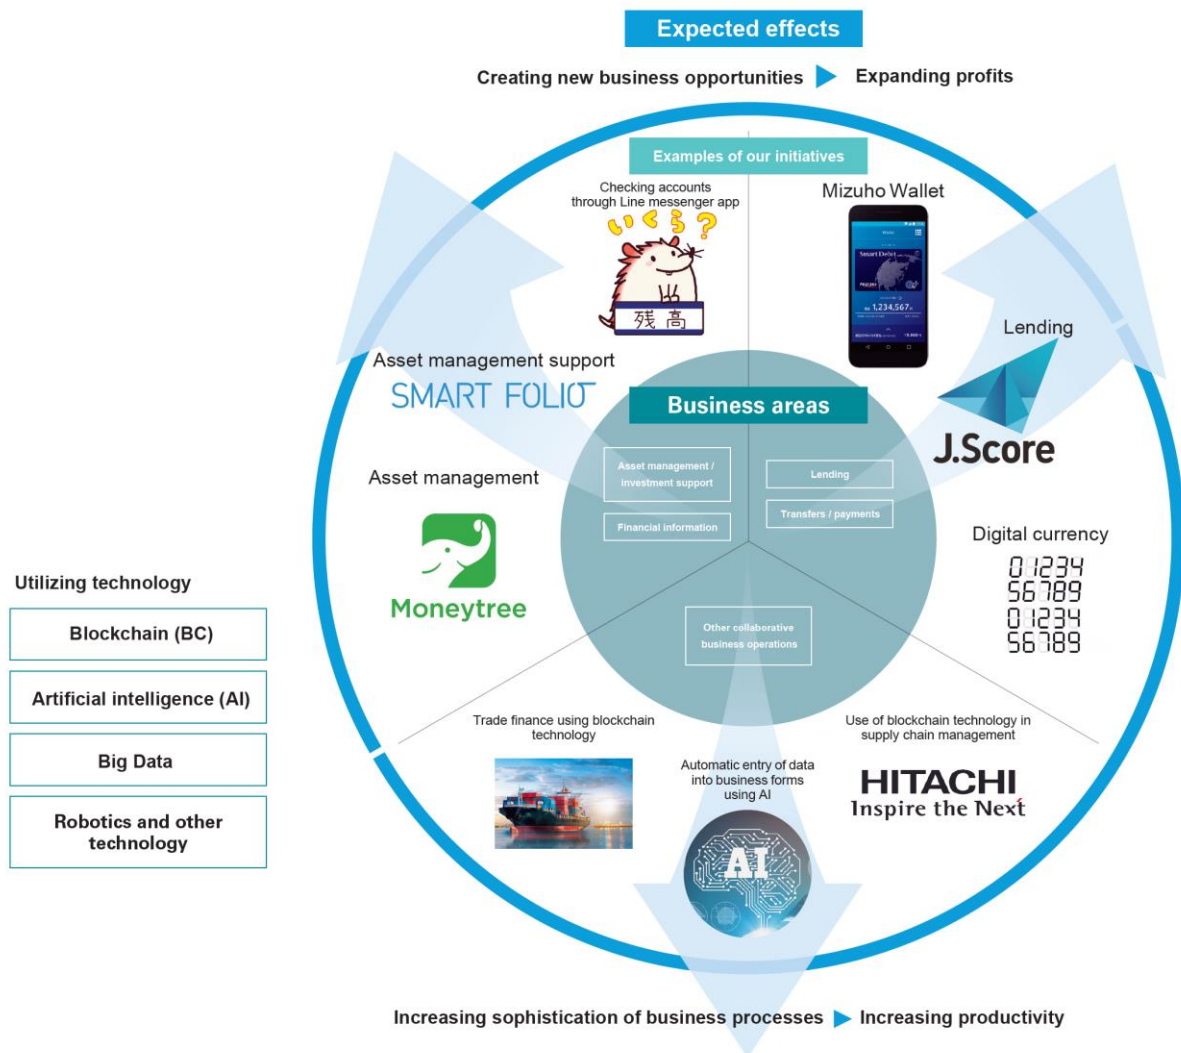 Expected effects
Creating new business opportunities
Expanding profits
Examples of our initiatives
Checking accounts
through Line messenger app
いくら?
残高
Mizuho Wallet
Smart Debit
1,234,567
Lending
J.Score
Asset management support
SMART FOLIO
Business areas
Asset management /
investment support
Financial information
Lending
Transfers / payments
Asset management
Moneytree
Digital currency
01234
56789
01234
56789
Other collaborative
business operations
Utilizing technology
Blockchain (BC)
Artificial intelligence (AI)
Big Data
Robotics and other
technology
Trade finance using blockchain
technology
Automatic entry of data
into business forms
using AI
AI
Use of blockchain technology in
supply chain management
HITACHI
Inspire the Next
Increasing sophistication of business processes
Increasing productivity